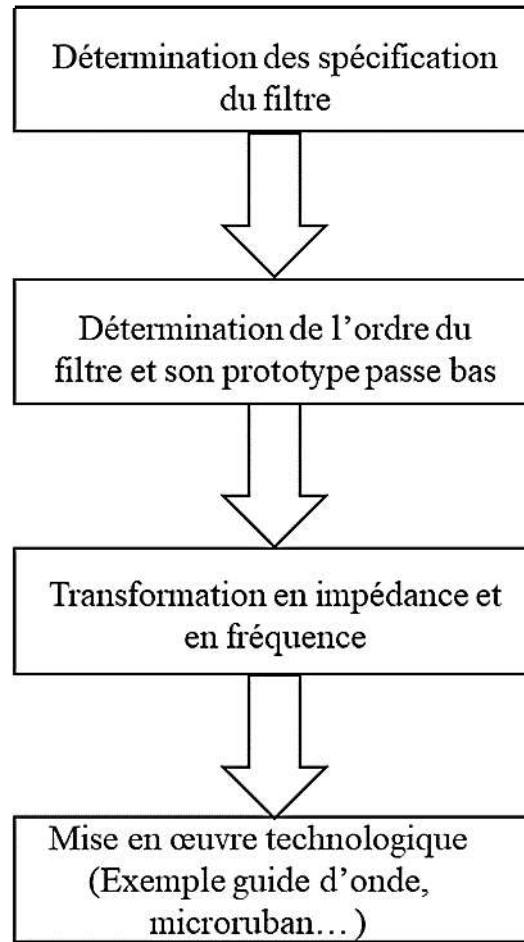 Détermination des spécification
du filtre
Détermination de l'ordre du
filtre et son prototype passe bas
Transformation en impédance et
en fréquence
Mise en œuvre technologique
(Exemple guide d'onde,
microruban…)